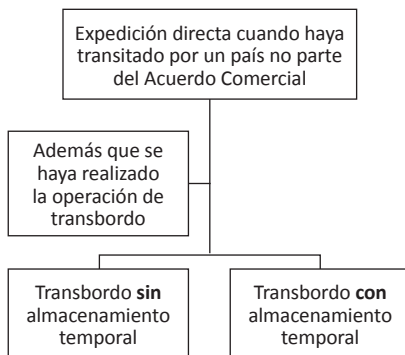 Expedición directa cuando haya
transitado por un país no parte
del Acuerdo Comercial
Además que se
haya realizado
la operación de
transbordo
Transbordo sin
almacenamiento
temporal
Transbordo con
almacenamiento
temporal